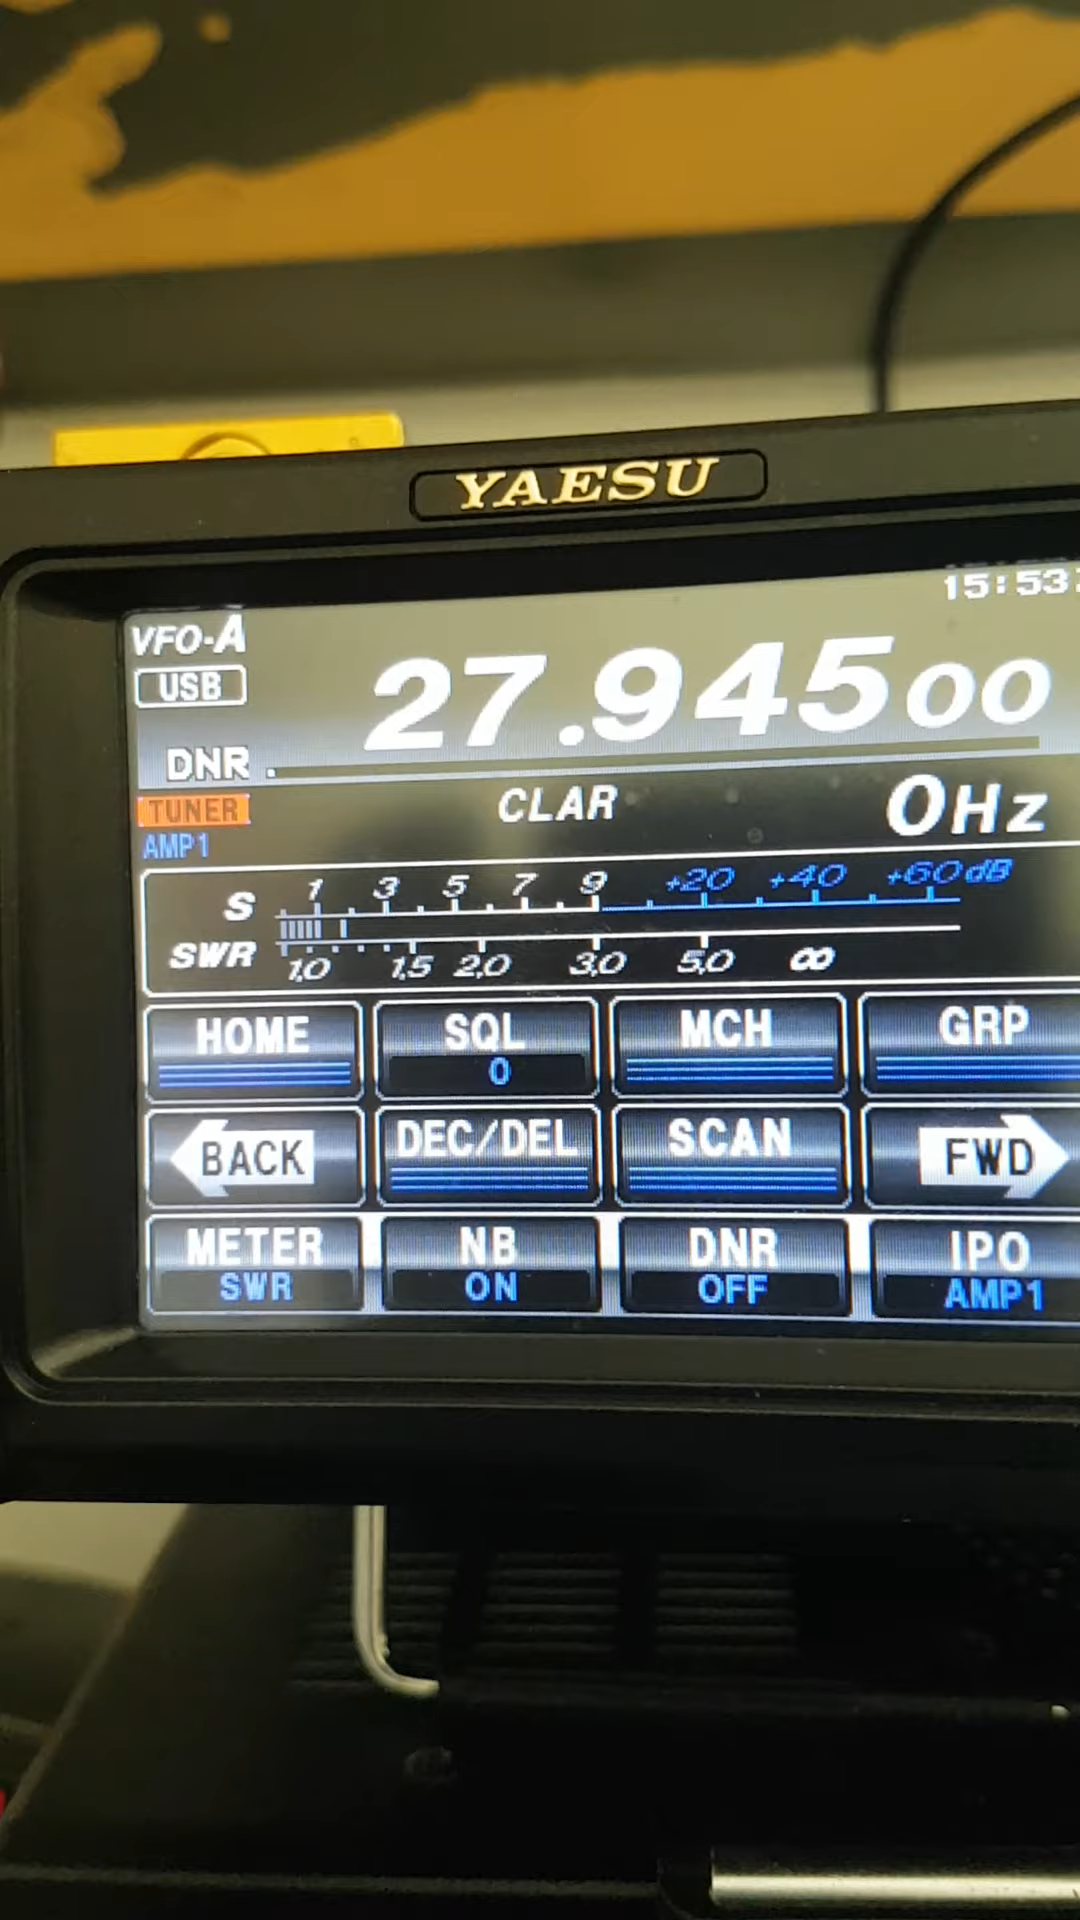 YAESU
15:53:
VFO-A
USB
27.94500
DNR
TUNER
CLAR
0Hz
AMP1
S 1 3 5 7 9 +20 +40 +60dB
SWR 1,0 1,5 2,0 3,0 5,0 ∞
HOME SQL MCH GRP
0
BACK DEC/DEL SCAN FWD
METER NB DNR IPO
SWR ON OFF AMP1